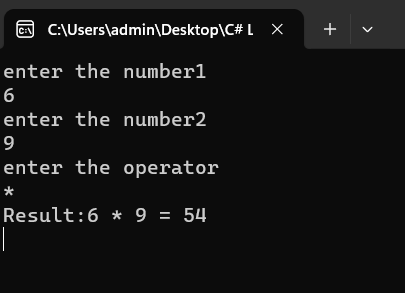 C:\Users\admin\Desktop\C# L
enter the number1
6
enter the number2
9
enter the operator
*
Result:6 * 9 = 54